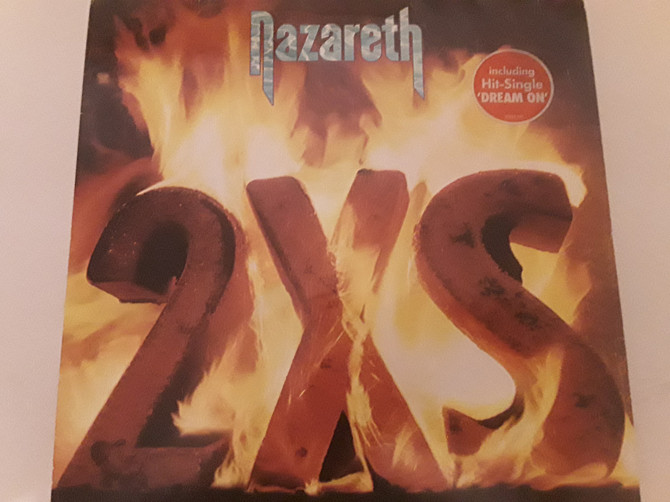 Nazareth
including
Hit-Single
'DREAM ON'
2XS